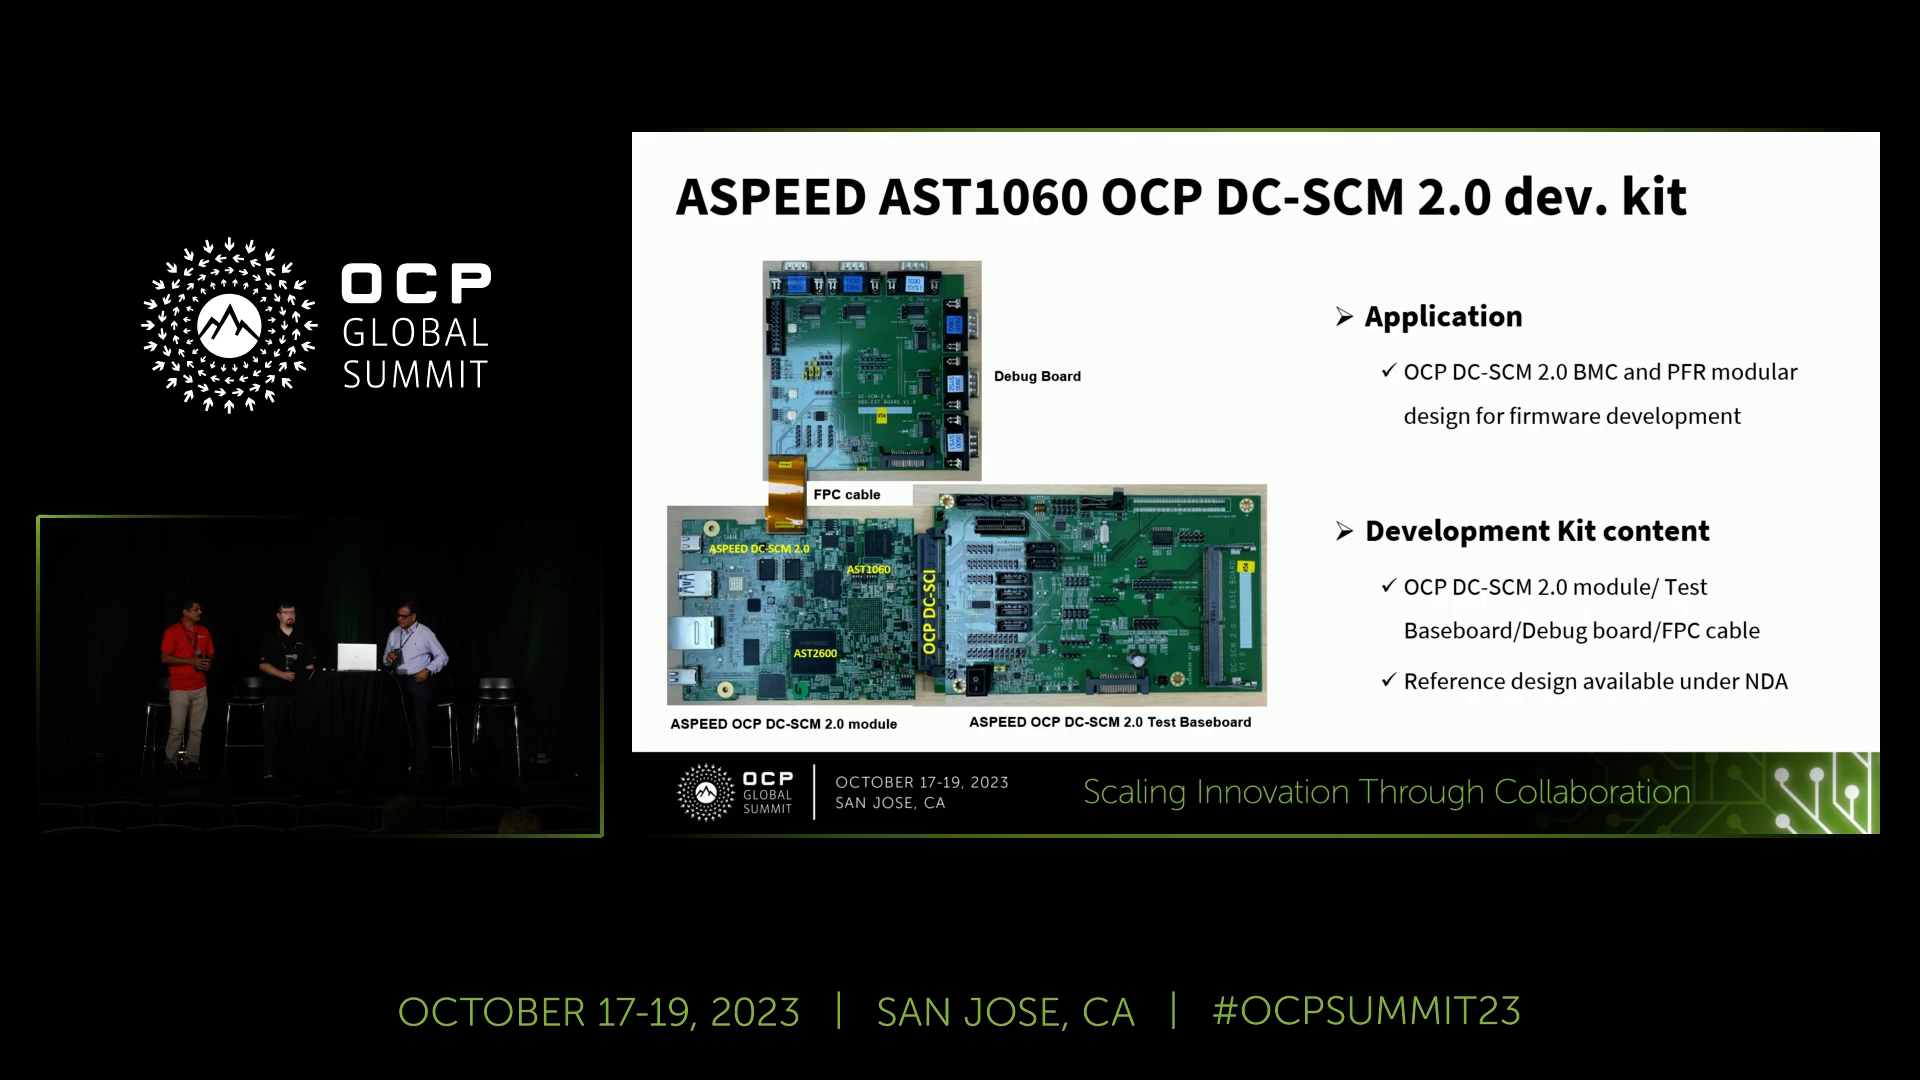 OCP
GLOBAL
SUMMIT
ASPEED AST1060 OCP DC-SCM 2.0 dev. kit
Debug Board
FPC cable
ASPEED DC-SCM 2.0
AST1060
AST2600
OCP DC-SCI
ASPEED OCP DC-SCM 2.0 module
ASPEED OCP DC-SCM 2.0 Test Baseboard
Application
OCP DC-SCM 2.0 BMC and PFR modular
design for firmware development
Development Kit content
OCP DC-SCM 2.0 module/ Test
Baseboard/Debug board/FPC cable
Reference design available under NDA
OCP
GLOBAL
SUMMIT
OCTOBER 17-19, 2023
SAN JOSE, CA
Scaling Innovation Through Collaboration
OCTOBER 17-19, 2023 | SAN JOSE, CA | #OCPSUMMIT23